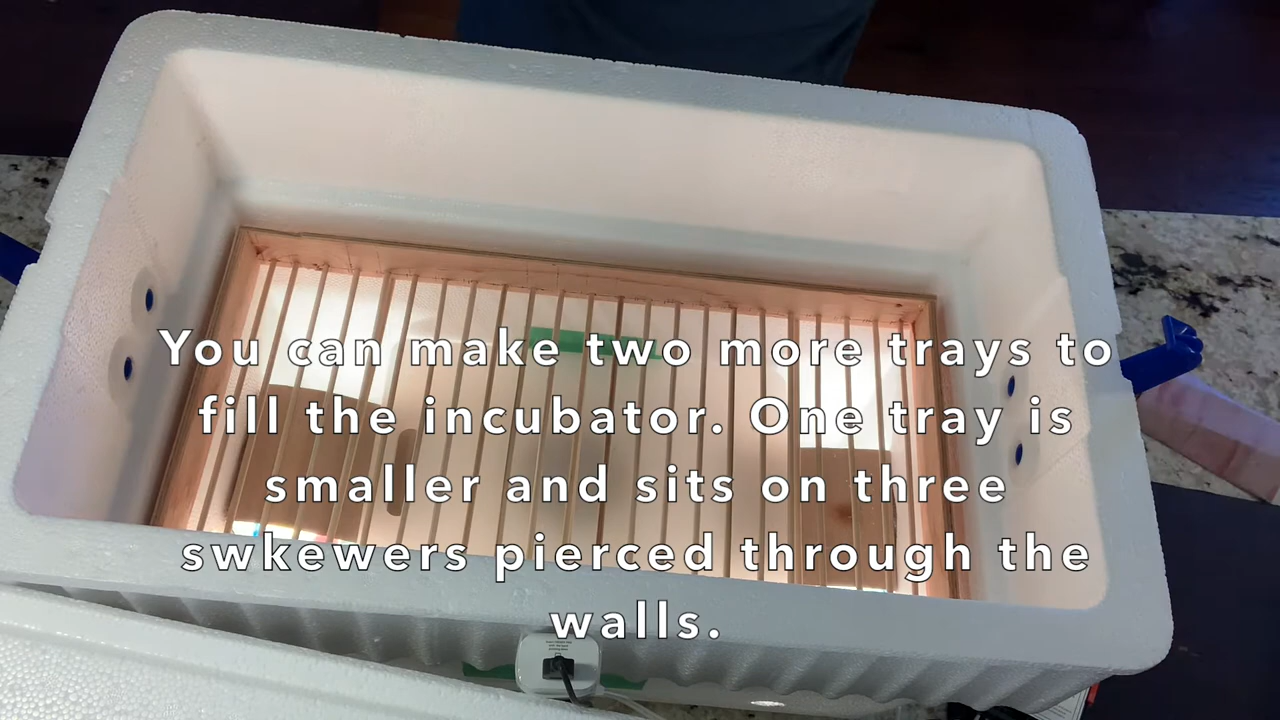 You can make two more trays to
fill the incubator. One tray is
smaller and sits on three
swkewers pierced through the
walls.